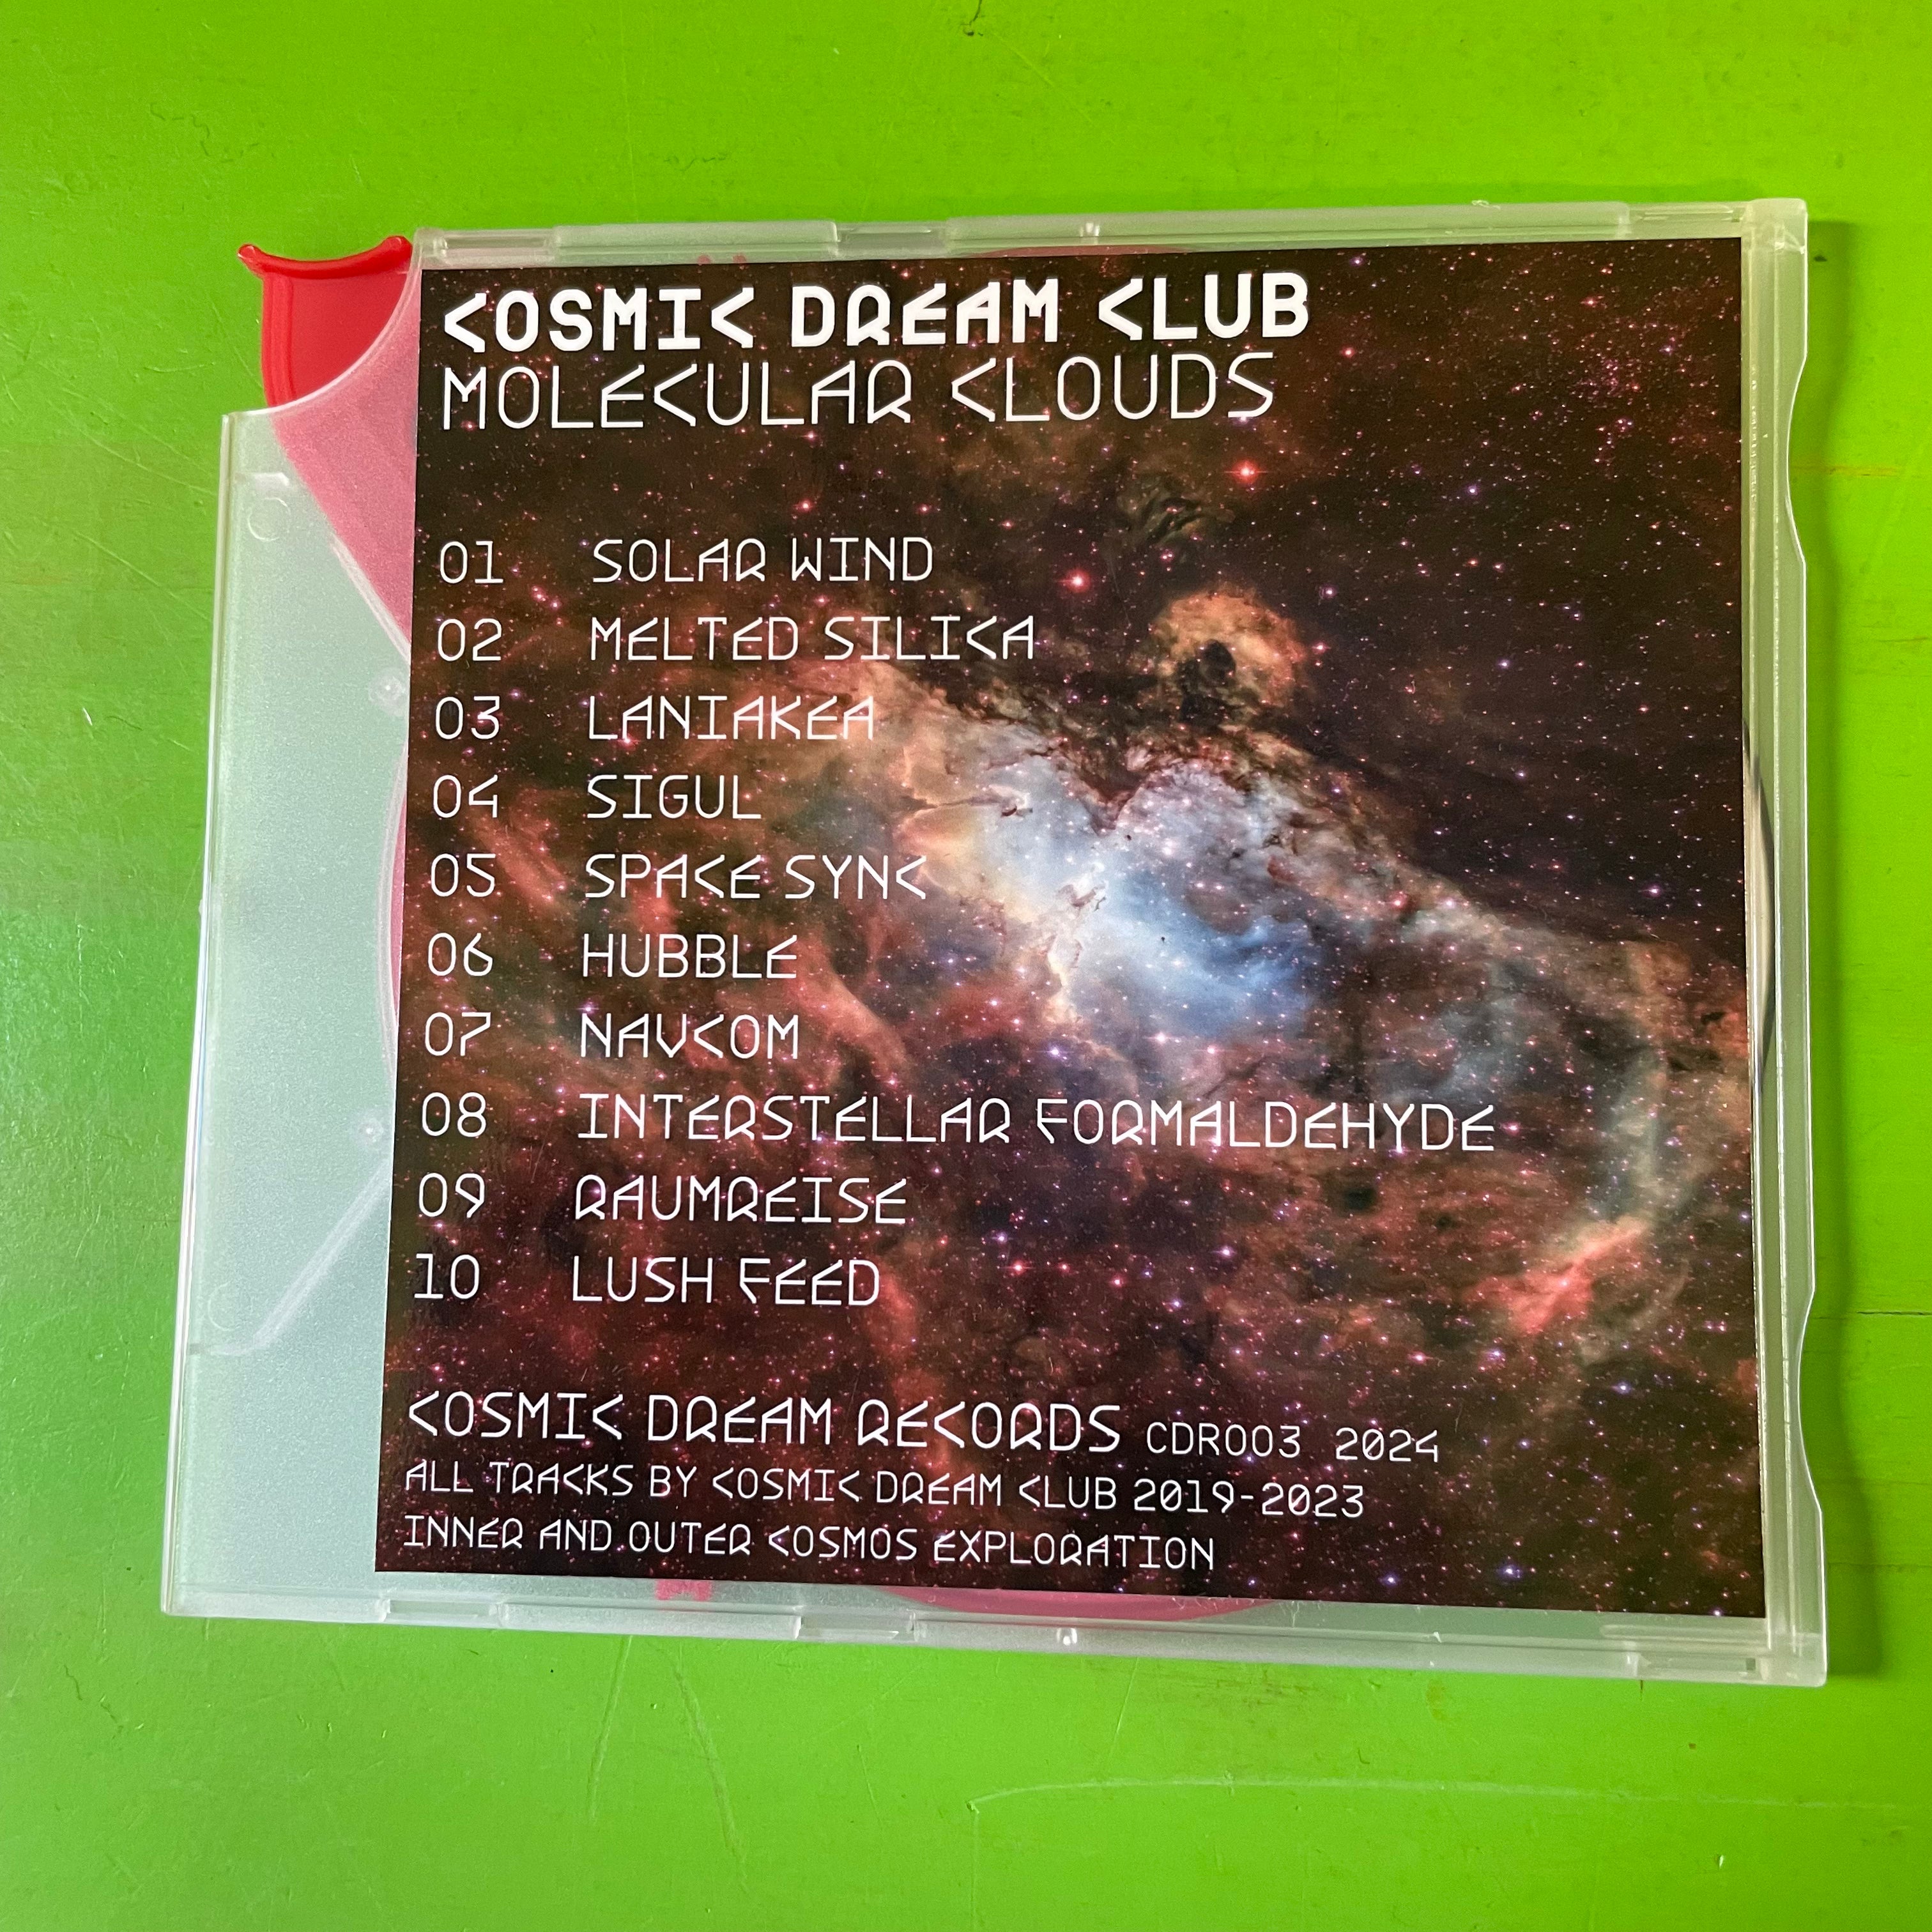 COSMIC DREAM CLUB
MOLECULAR CLOUDS
01 SOLAR WIND
02 MELTED SILICA
03 LANIAKEA
04 SIGUL
05 SPACE SYNC
06 HUBBLE
07 NAVCOM
08 INTERSTELLAR FORMALDEHYDE
09 RAUMREISE
10 LUSH FEED
COSMIC DREAM RECORDS CDR003 2024
ALL TRACKS BY COSMIC DREAM CLUB 2019-2023
INNER AND OUTER COSMOS EXPLORATION